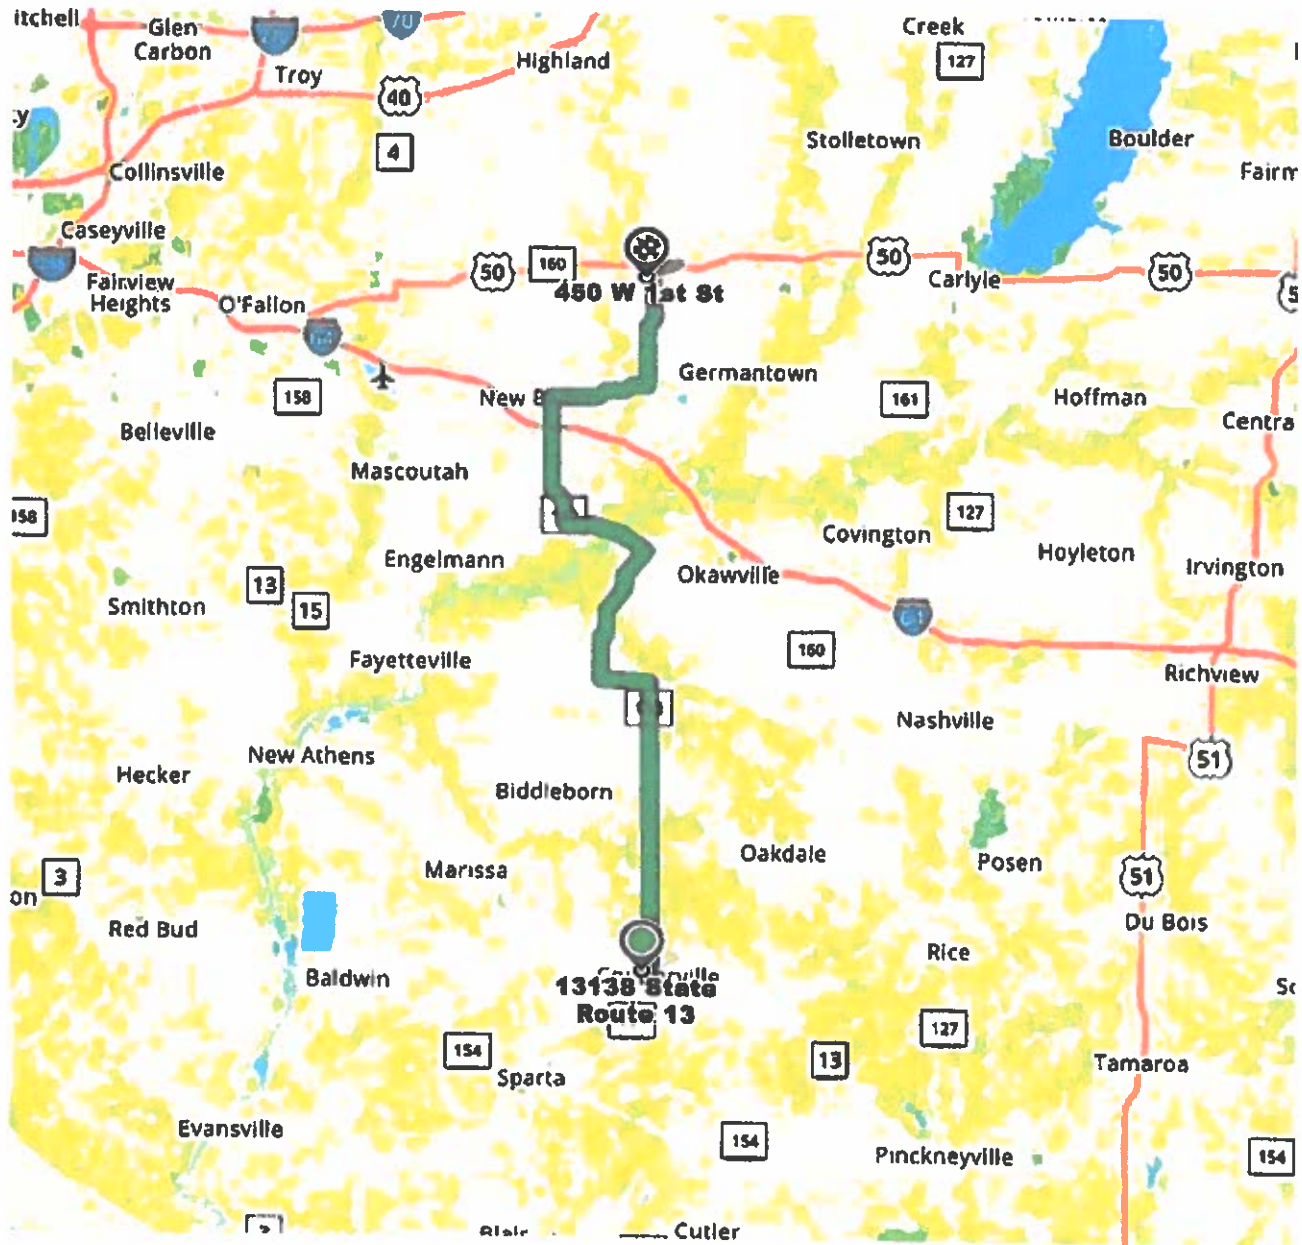 itchell
Glen
Carbon
70
Creek
127
Highland
Troy
40
4
Stolletown
Boulder
Collinsville
Fairm
Caseyville
50
160
50
50
Carlyle
Fairview
Heights
O'Fallon
450 W 1st St
64
158
New B
Germantown
161
Hoffman
Centra
Belleville
Mascoutah
158
127
Covington
Engelmann
Hoyleton
Irvington
Okawville
13
15
Smithton
160
Fayetteville
Richview
Nashville
51
New Athens
Hecker
Biddleborn
3
Marissa
Oakdale
Posen
51
on
Red Bud
Du Bois
Rice
Baldwin
13138 State
Route 13
127
154
13
Sparta
Tamaroa
Evansville
154
Pinckneyville
154
Cutler